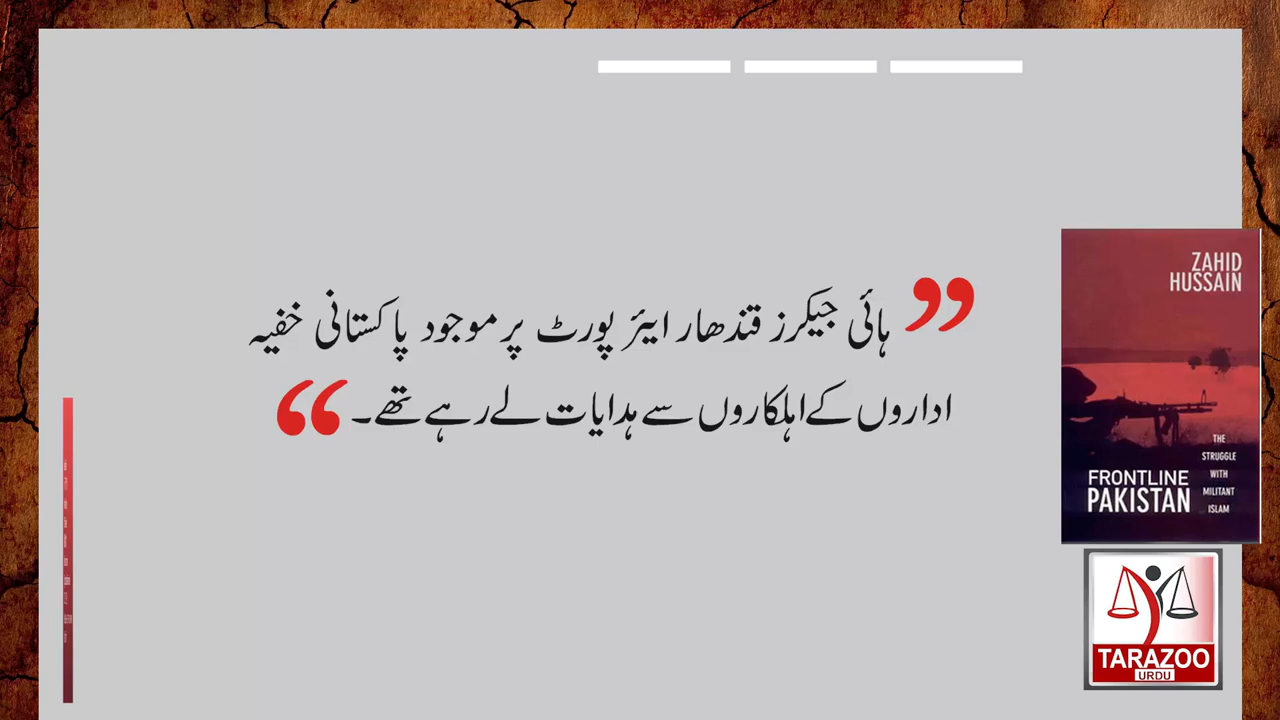 ”ہائی جیکرز قندھار ایئر پورٹ پر موجود پاکستانی خفیہ
اداروں کے اہلکاروں سے ہدایات لے رہے تھے۔“
ZAHID
HUSSAIN
THE
STRUGGLE
WITH
MILITANT
ISLAM
FRONTLINE
PAKISTAN
TARAZOO
URDU